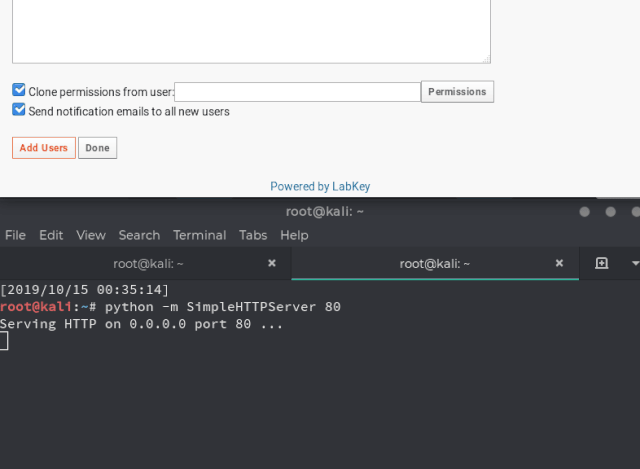 Clone permissions from user: Permissions
Send notification emails to all new users
Add Users Done
Powered by LabKey
root@kali: ~
File Edit View Search Terminal Tabs Help
root@kali: ~ × root@kali: ~ ×
[2019/10/15 00:35:14]
root@kali:~# python -m SimpleHTTPServer 80
Serving HTTP on 0.0.0.0 port 80 ...